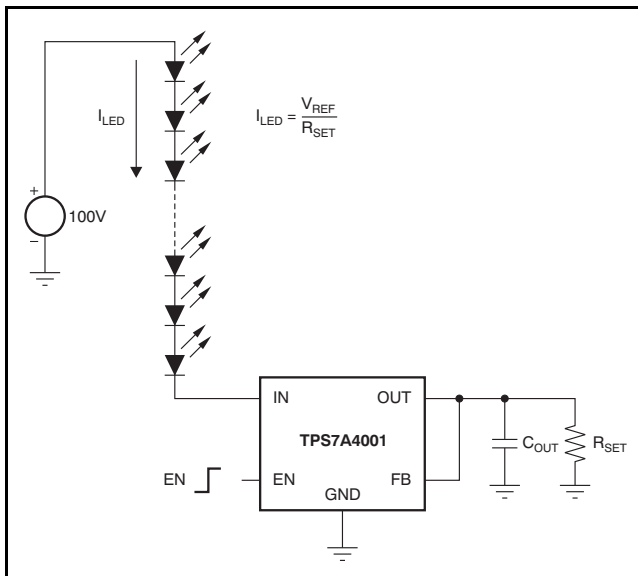 I_LED
I_LED = V_REF / R_SET
+
100V
−
IN
OUT
TPS7A4001
C_OUT
R_SET
EN
EN
FB
GND